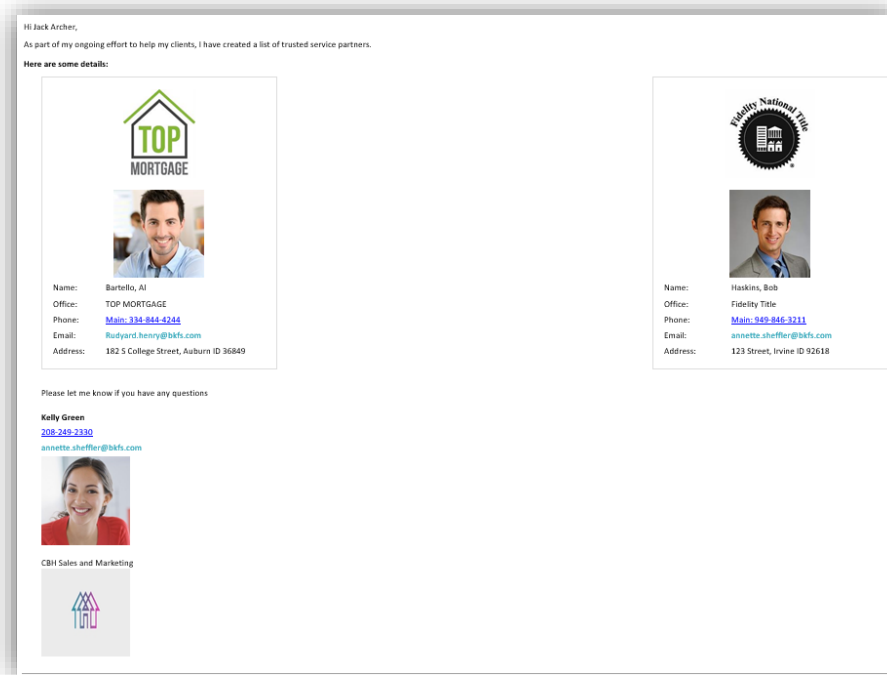 Hi Jack Archer,
As part of my ongoing effort to help my clients, I have created a list of trusted service partners.
Here are some details:
TOP
MORTGAGE
Name: Bartello, Al
Office: TOP MORTGAGE
Phone: Main: 334-844-4244
Email: Rudyard.henry@bkfs.com
Address: 182 S College Street, Auburn ID 36849
Fidelity National Title
Name: Haskins, Bob
Office: Fidelity Title
Phone: Main: 949-846-3211
Email: annette.sheffler@bkfs.com
Address: 123 Street, Irvine ID 92618
Please let me know if you have any questions
Kelly Green
208-249-2330
annette.sheffler@bkfs.com
CBH Sales and Marketing